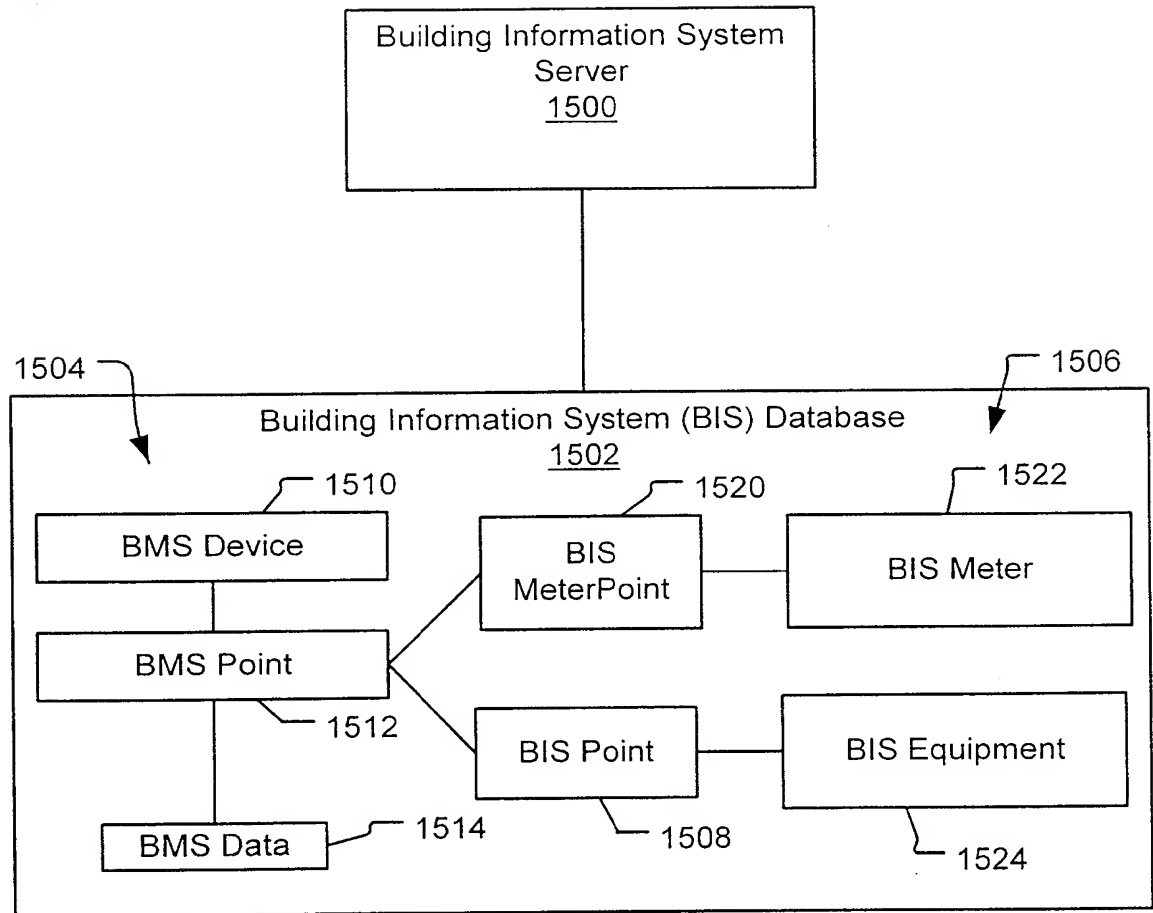 Building Information System
Server
1500
1504
1506
Building Information System (BIS) Database
1502
1510
BMS Device
BMS Point
1512
BMS Data
1514
1520
BIS
MeterPoint
1522
BIS Meter
BIS Point
1508
BIS Equipment
1524